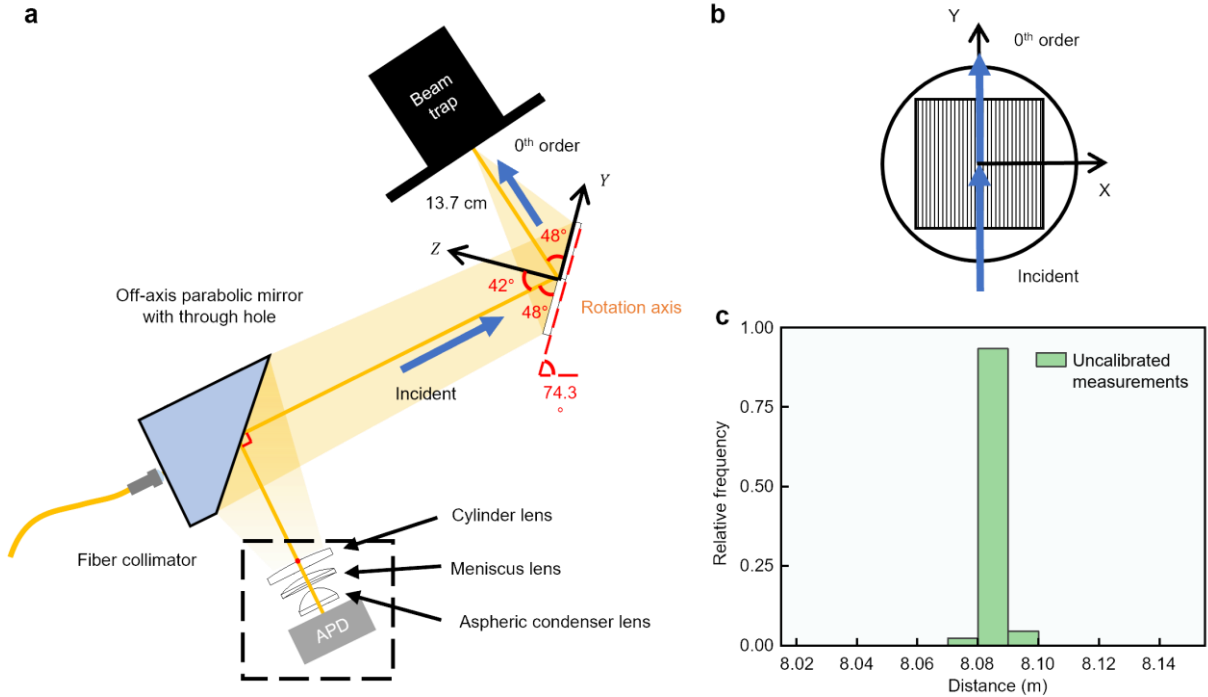 a
Beam
trap
0th order
13.7 cm
Y
48°
Z
42°
48°
Off-axis parabolic mirror
with through hole
Rotation axis
Incident
74.3
°
Cylinder lens
Fiber collimator
Meniscus lens
Aspheric condenser lens
APD
b
Y
0th order
X
Incident
c
1.00
Uncalibrated
measurements
0.75
Relative frequency
0.50
0.25
0.00
8.02 8.04 8.06 8.08 8.10 8.12 8.14
Distance (m)